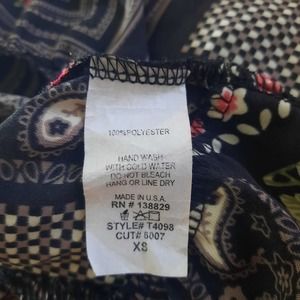 100%POLYESTER
HAND WASH
WITH COLD WATER
DO NOT BLEACH
HANG OR LINE DRY
MADE IN U.S.A.
RN # 138829
STYLE# T4098
CUT# 6007
XS